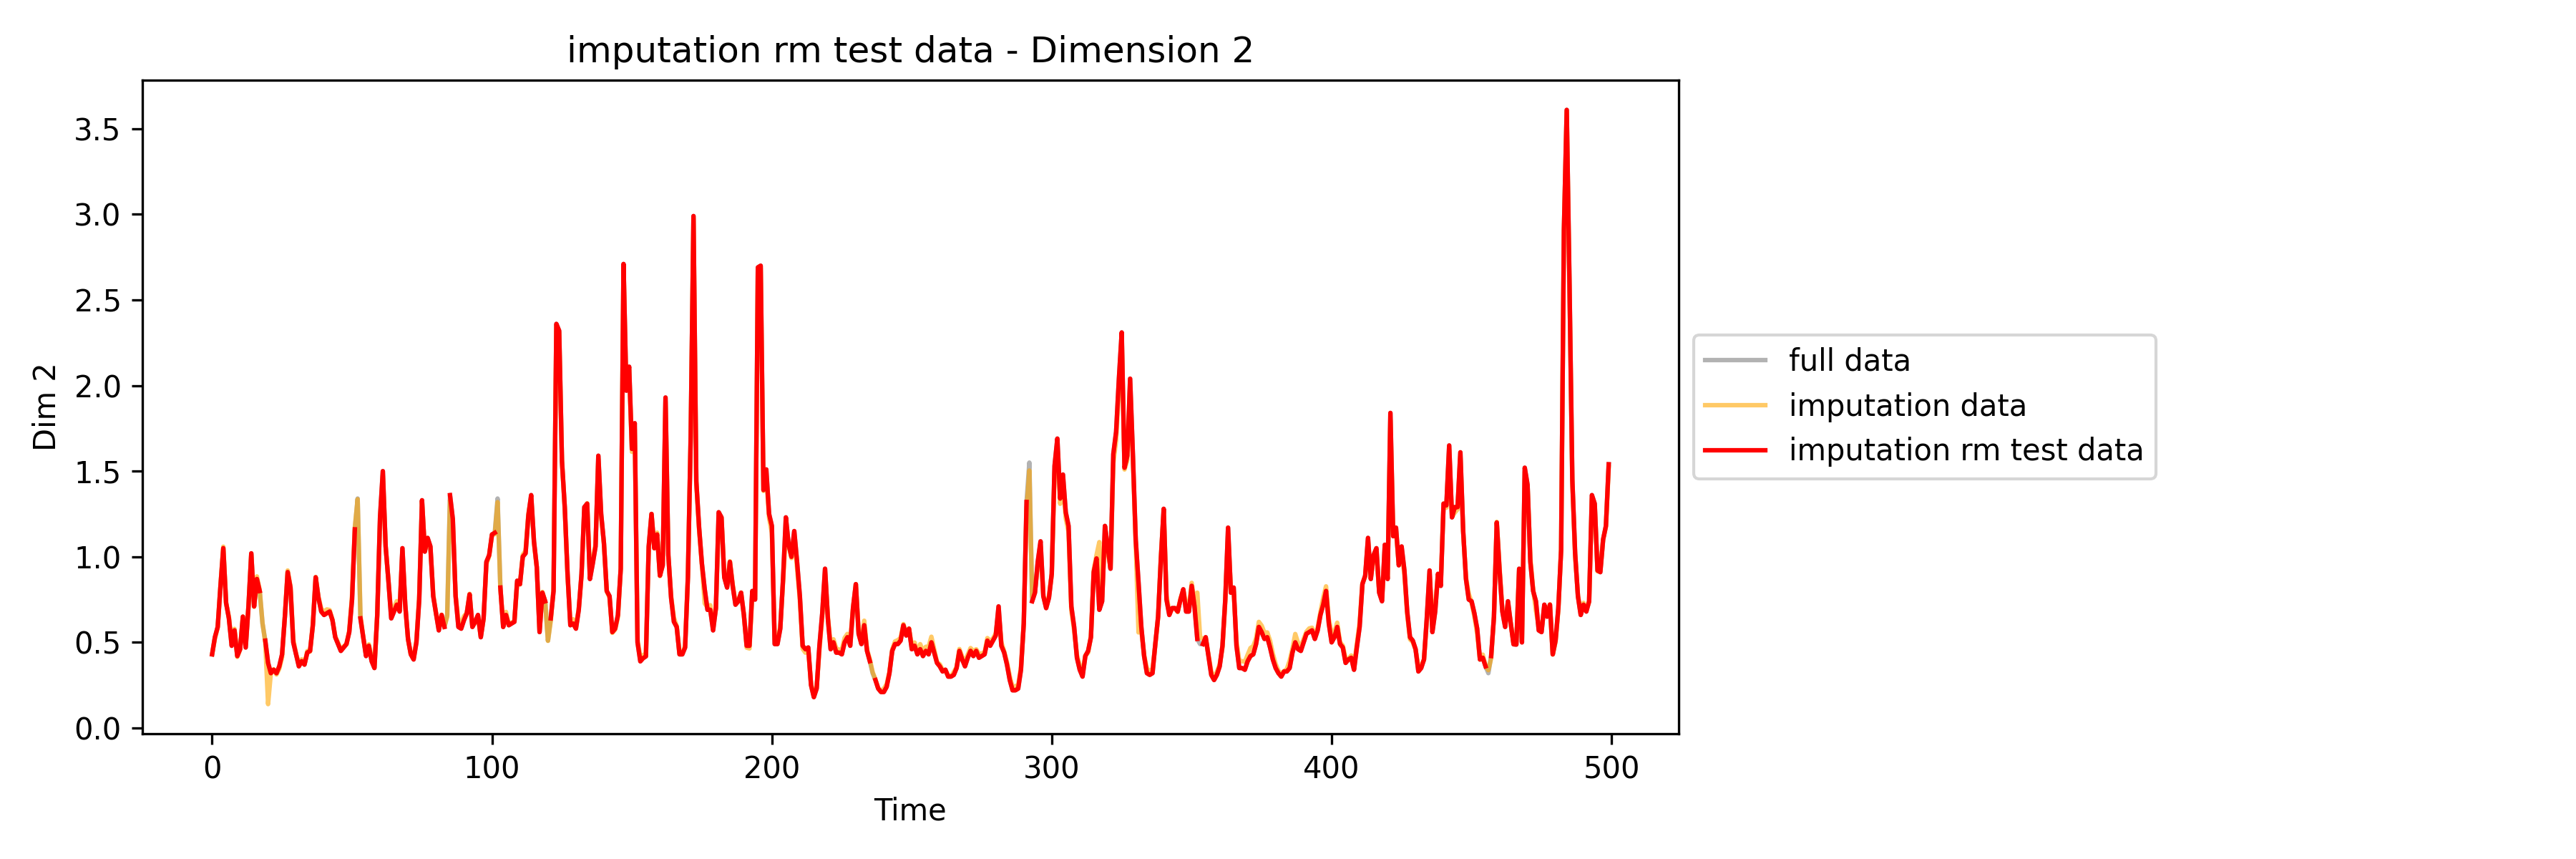 imputation rm test data - Dimension 2
3.5
3.0
2.5
2.0
1.5
1.0
0.5
0.0
Dim 2
0 100 200 300 400 500
Time
full data
imputation data
imputation rm test data